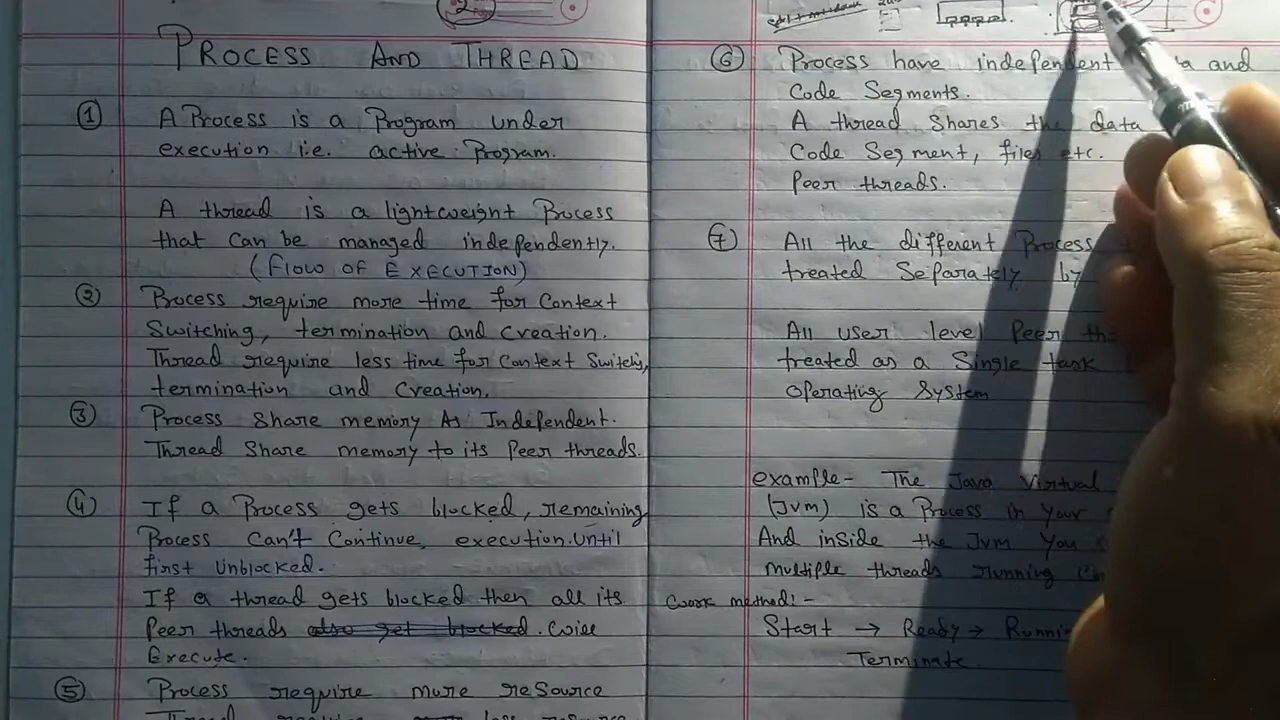 PROCESS AND THREAD
① A Process is a Program under
execution i.e. active Program.
A thread is a lightweight Process
that can be managed independently.
(FLOW OF EXECUTION)
② Process require more time for Context
Switching, termination and creation.
Thread require less time for Context Switch,
termination and Creation.
③ Process Share memory As Independent.
Thread Share memory to its Peer threads.
④ If a Process gets blocked, remaining
Process Can't Continue execution until
first Unblocked.
If a thread gets blocked then all its
Peer threads also get blocked. will
Execute.
⑤ Process require more resource
Thread require less resource
⑥ Process have independent and
Code Segments.
A thread Shares the data
Code Segment, files etc.
Peer threads.
⑦ All the different Process
treated Separately by
All user level Peer
treated as a Single task
Operating System
example- The Java Virtual
(Jvm) is a Process in Your
And inside the Jvm You
multiple threads running
Work method:-
Start → Ready →
Terminate.